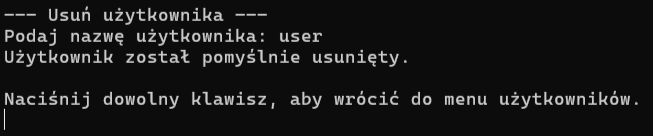 --- Usuń użytkownika ---
Podaj nazwę użytkownika: user
Użytkownik został pomyślnie usunięty.
Naciśnij dowolny klawisz, aby wrócić do menu użytkowników.